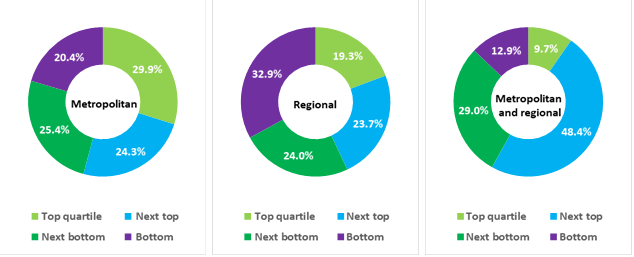 29.9%
24.3%
25.4%
20.4%
Metropolitan
Top quartile
Next top
Next bottom
Bottom
19.3%
23.7%
24.0%
32.9%
Regional
Top quartile
Next top
Next bottom
Bottom
9.7%
48.4%
29.0%
12.9%
Metropolitan
and regional
Top quartile
Next top
Next bottom
Bottom